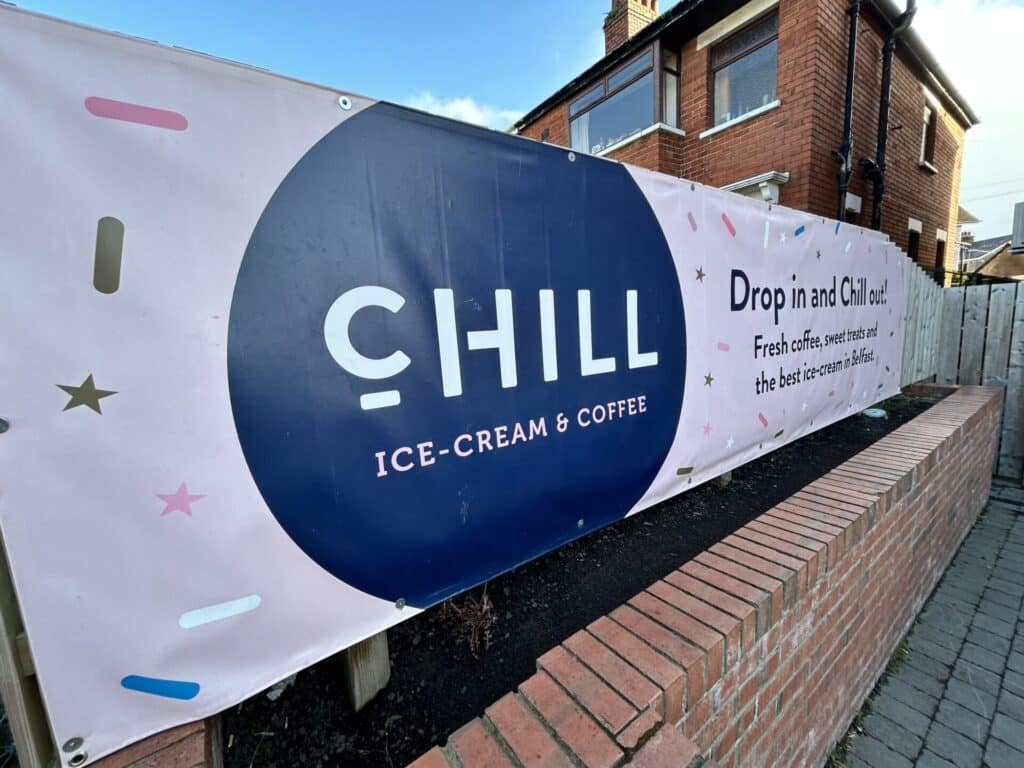 CHILL
ICE-CREAM & COFFEE
Drop in and Chill out!
Fresh coffee, sweet treats and
the best ice-cream in Belfast.